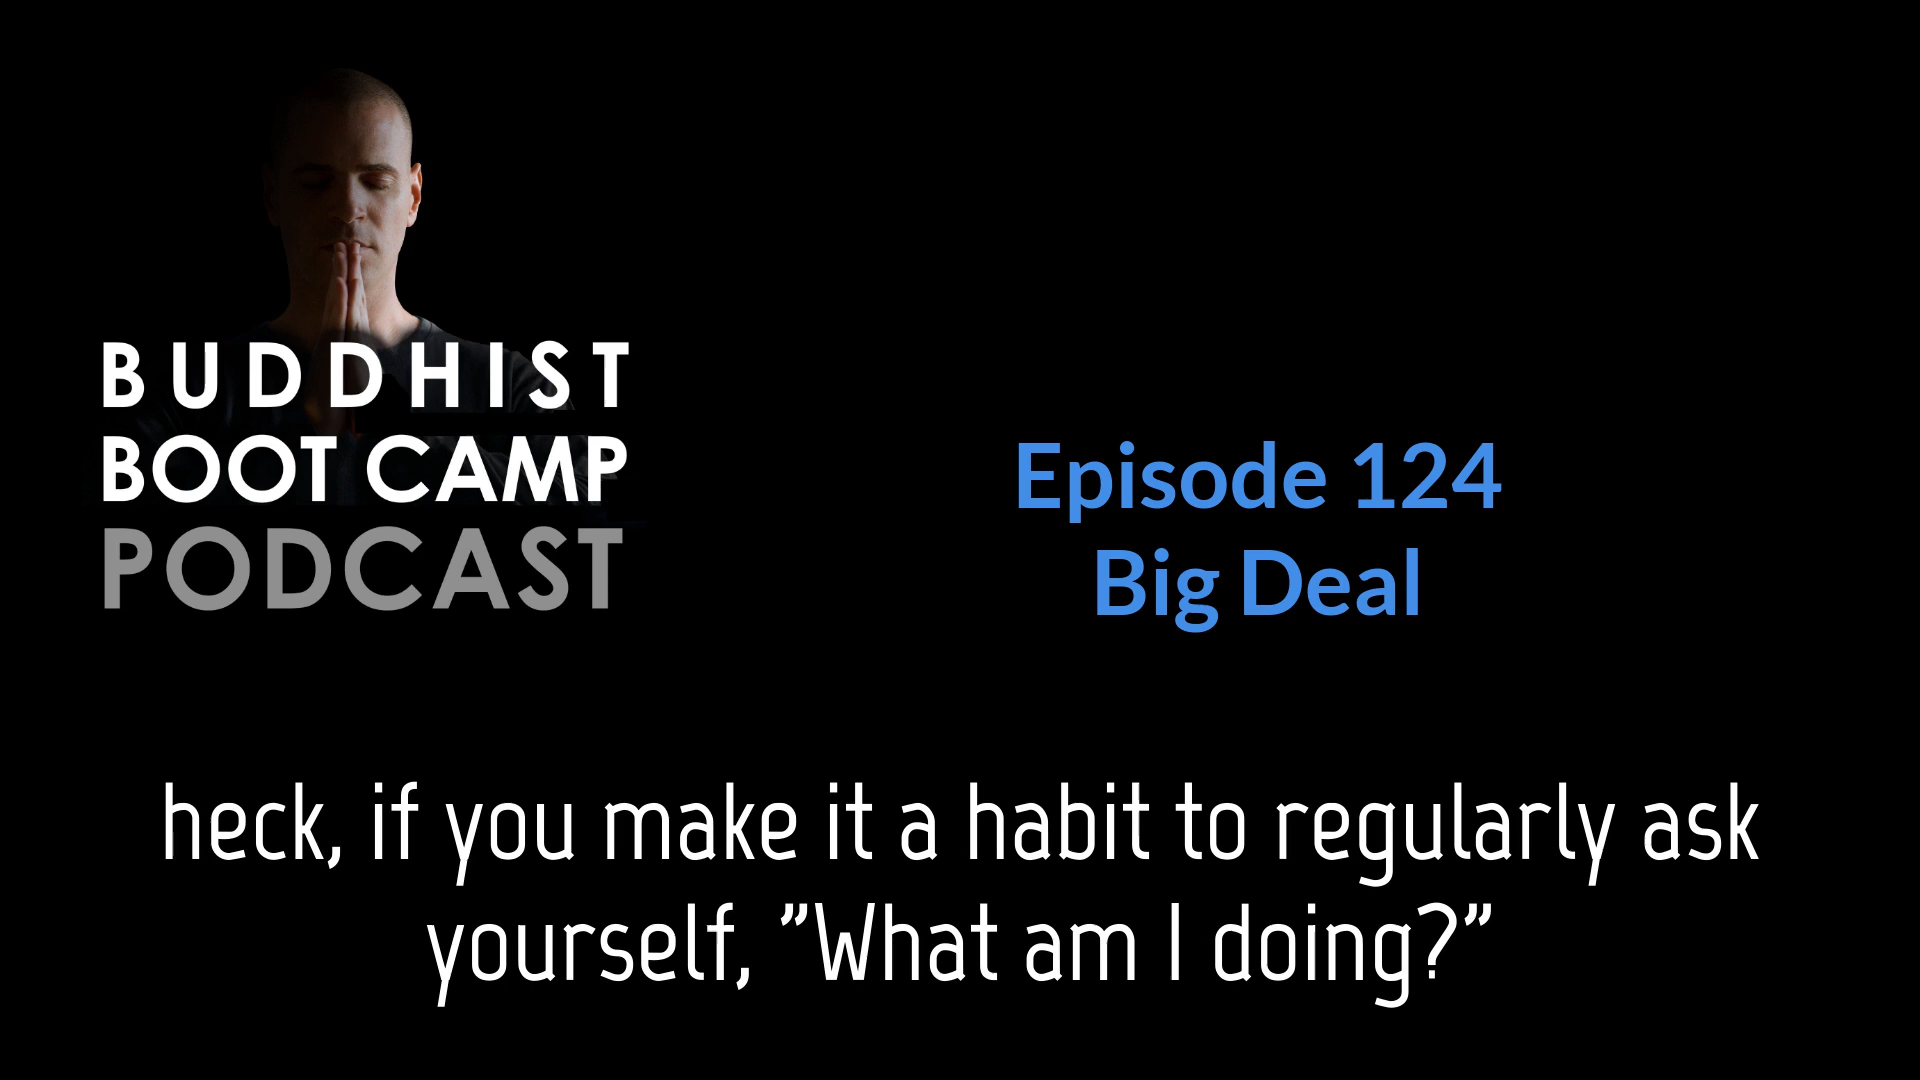 BUDDHIST
BOOT CAMP
PODCAST
Episode 124
Big Deal
heck, if you make it a habit to regularly ask
yourself, ”What am I doing?”